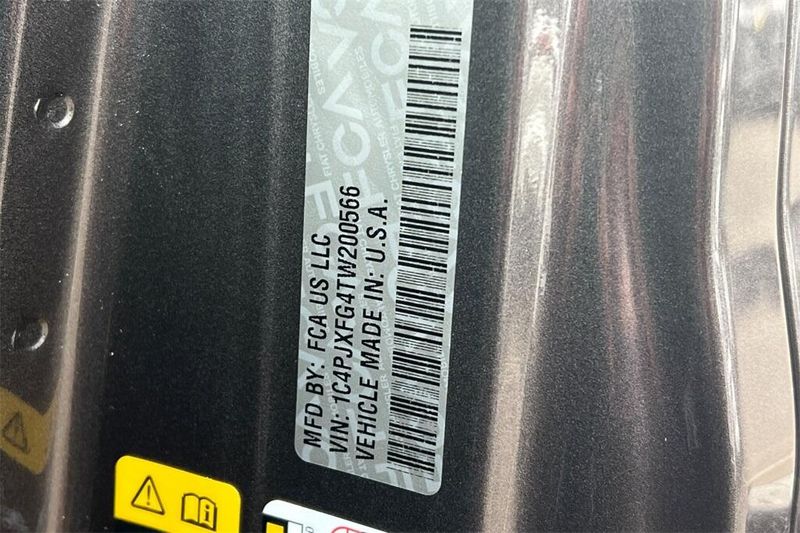 MFD BY: FCA US LLC
VIN: 1C4PJXFG4TW200566
VEHICLE MADE IN: U.S.A.